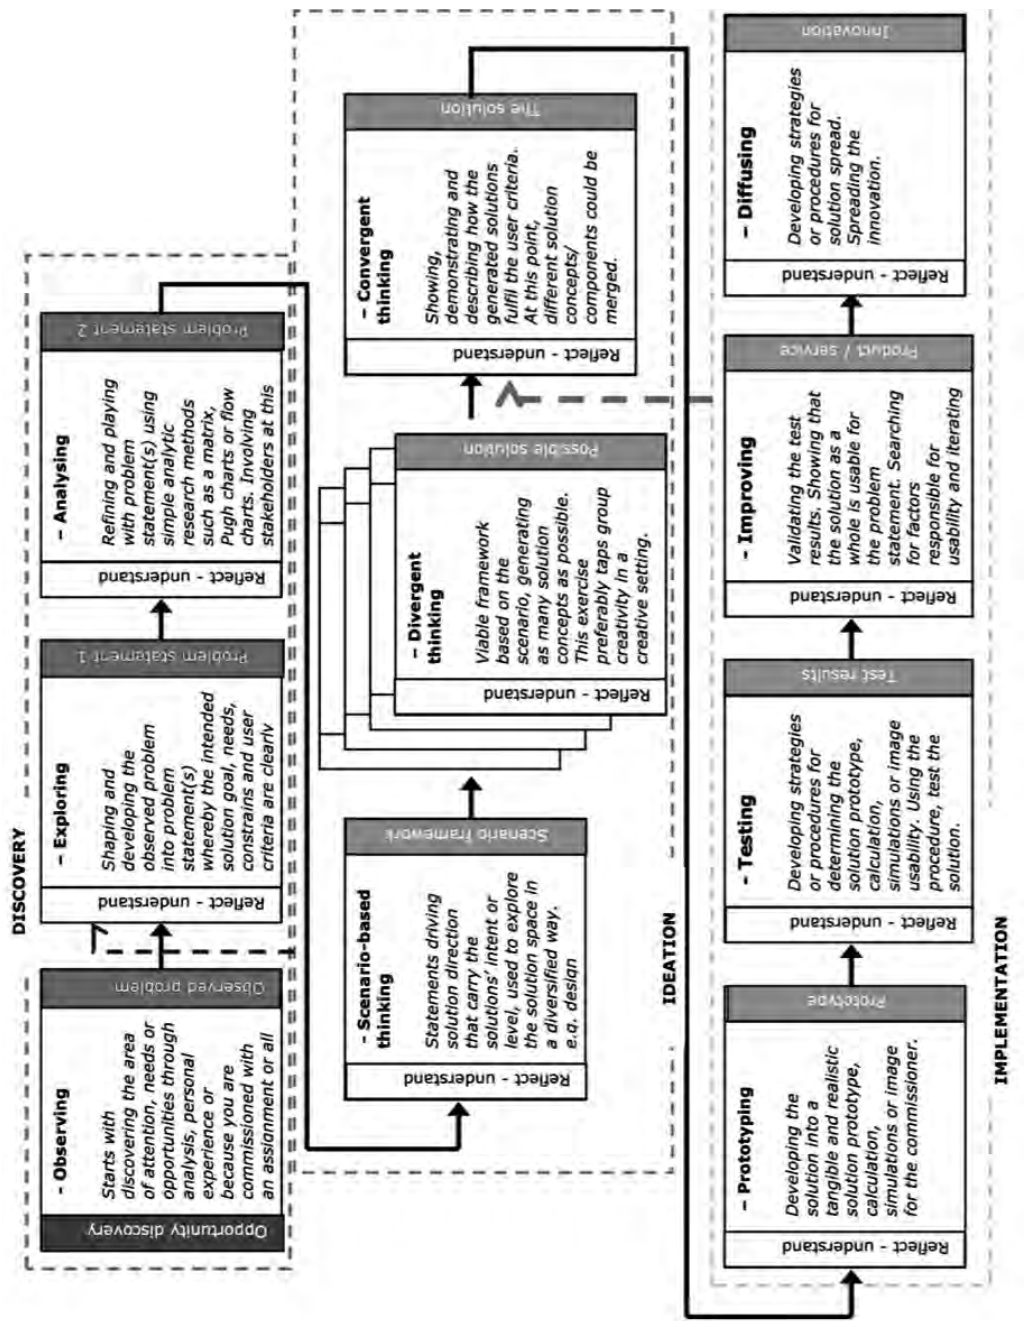 DISCOVERY
Opportunity discovery
- Observing
Starts with
discovering the area
of attention, needs or
opportunities through
analysis, personal
experience or
because you are
commissioned with
an assignment or all
Observed problem
Reflect - understand
– Exploring
Shaping and
developing the
observed problem
into problem
statement(s)
whereby the intended
solution goal, needs,
constrains and user
criteria are clearly
Problem statement 1
Reflect - understand
– Analysing
Refining and playing
with problem
statement(s) using
simple analytic
research methods
such as a matrix,
Pugh charts or flow
charts. Involving
stakeholders at this
Problem statement 2
IDEATION
Reflect - understand
– Scenario-based
thinking
Statements driving
solution direction
that carry the
solutions' intent or
level, used to explore
the solution space in
a diversified way.
e.g. design
Scenario framework
Reflect - understand
– Divergent
thinking
Viable framework
based on the
scenario, generating
as many solution
concepts as possible.
This exercise
preferably taps group
creativity in a
creative setting.
Possible solution
Reflect - understand
– Convergent
thinking
Showing,
demonstrating and
describing how the
generated solutions
fulfil the user criteria.
At this point,
different solution
concepts/
components could be
merged.
The solution
IMPLEMENTATION
Reflect - understand
– Prototyping
Developing the
solution into a
tangible and realistic
solution prototype,
calculation,
simulations or image
for the commissioner.
Prototype
Reflect - understand
- Testing
Developing strategies
or procedures for
determining the
solution prototype,
calculation,
simulations or image
usability. Using the
procedure, test the
solution.
Test results
Reflect - understand
- Improving
Validating the test
results. Showing that
the solution as a
whole is usable for
the problem
statement. Searching
for factors
responsible for
usability and iterating
Product / service
Reflect - understand
– Diffusing
Developing strategies
or procedures for
solution spread.
Spreading the
innovation.
Innovation